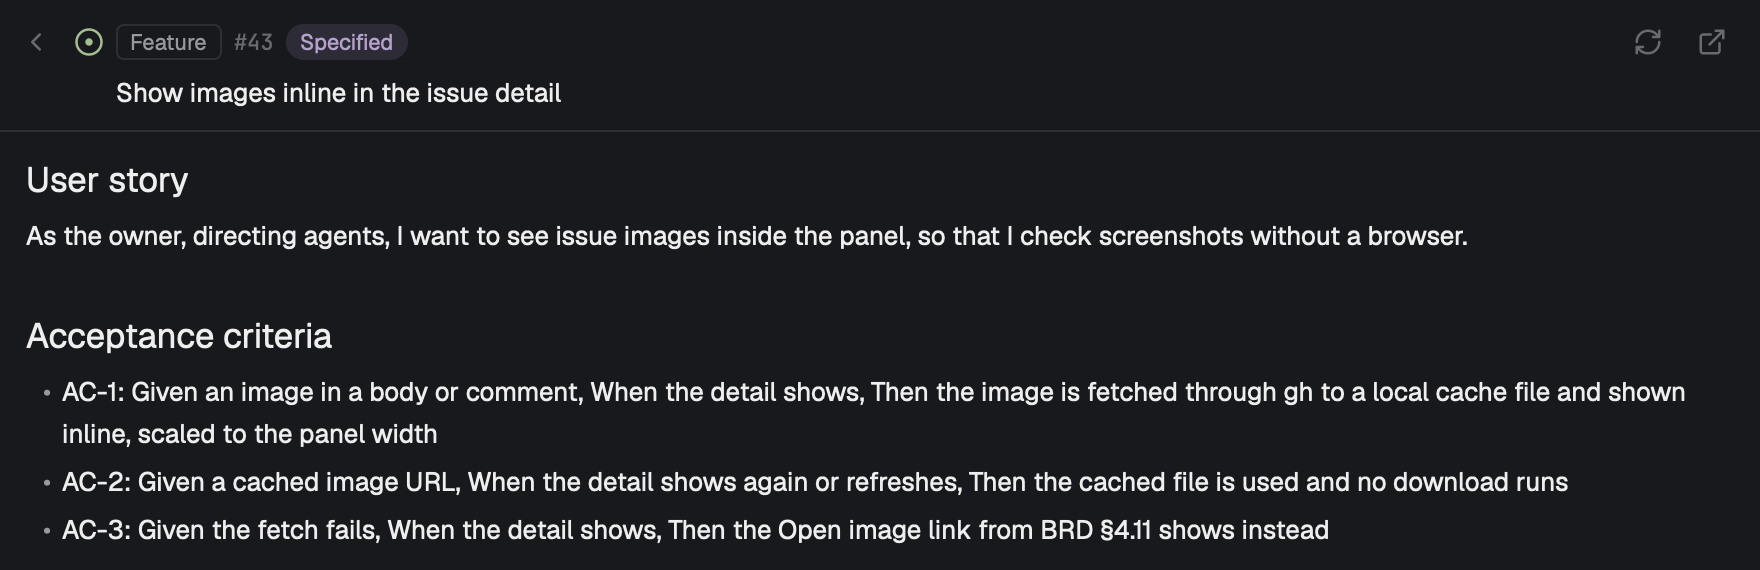 Feature #43 Specified
Show images inline in the issue detail
User story
As the owner, directing agents, I want to see issue images inside the panel, so that I check screenshots without a browser.
Acceptance criteria
• AC-1: Given an image in a body or comment, When the detail shows, Then the image is fetched through gh to a local cache file and shown
inline, scaled to the panel width
• AC-2: Given a cached image URL, When the detail shows again or refreshes, Then the cached file is used and no download runs
• AC-3: Given the fetch fails, When the detail shows, Then the Open image link from BRD §4.11 shows instead